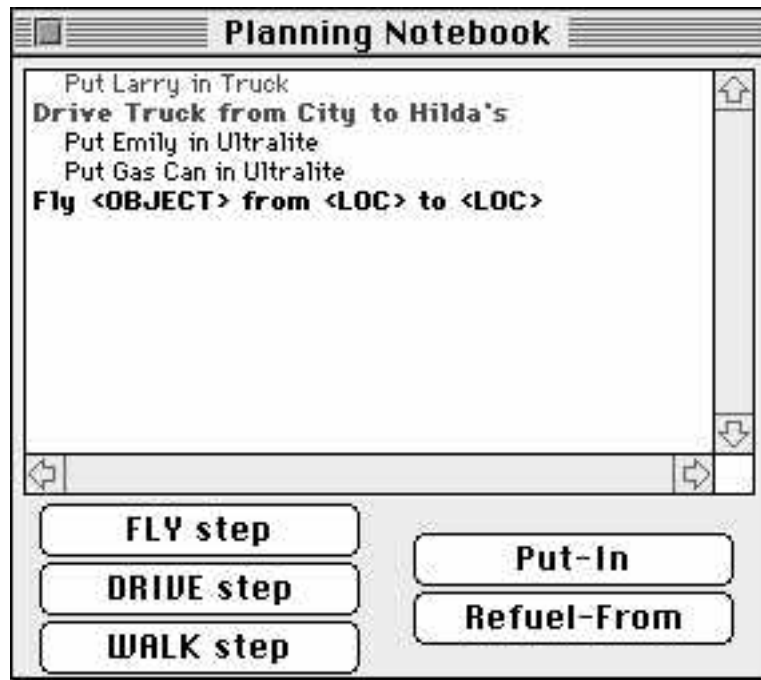 Planning Notebook
Put Larry in Truck
Drive Truck from City to Hilda's
Put Emily in Ultralite
Put Gas Can in Ultralite
Fly <OBJECT> from <LOC> to <LOC>
FLY step
DRIVE step
WALK step
Put-In
Refuel-From